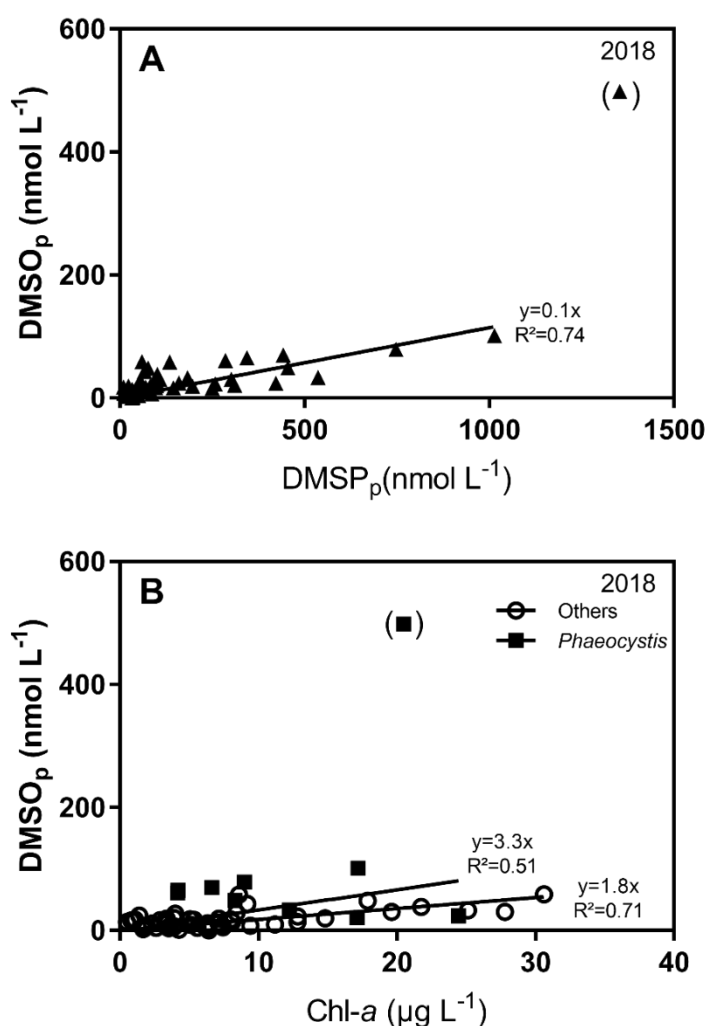 A
2018
600
400
200
0
DMSOp (nmol L⁻¹)
(▲)
y=0.1x
R²=0.74
0 500 1000 1500
DMSPp(nmol L⁻¹)
B
2018
600
400
200
0
DMSOp (nmol L⁻¹)
(■)
Others
Phaeocystis
y=3.3x
R²=0.51
y=1.8x
R²=0.71
0 10 20 30 40
Chl-a (µg L⁻¹)